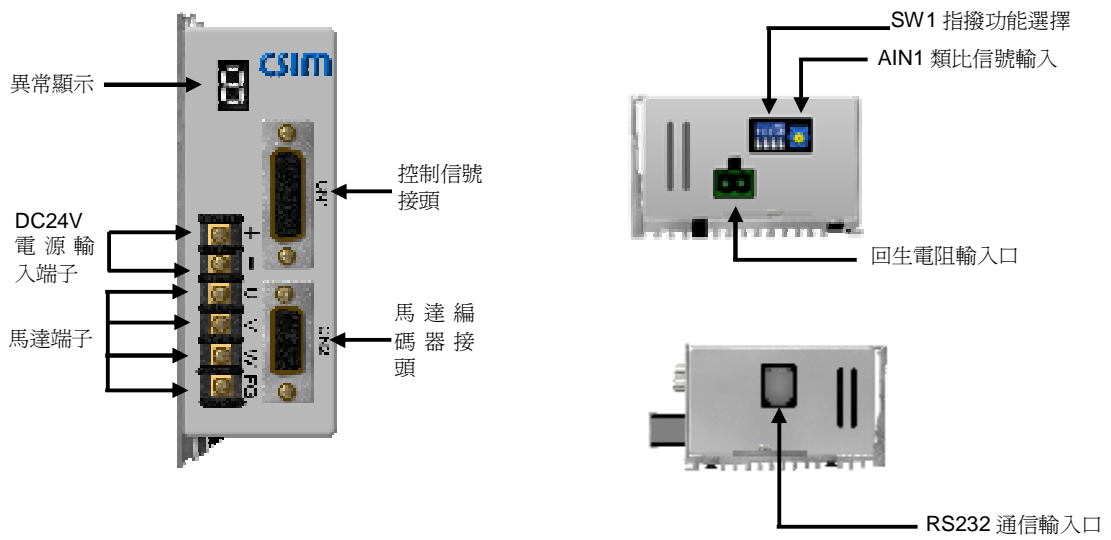 異常顯示
csim
控制信號
接頭
DC24V
電源輸
入端子
+
-
U
V
W
FG
馬達端子
馬達編
碼器接
頭
SW1 指撥功能選擇
AIN1 類比信號輸入
回生電阻輸入口
RS232 通信輸入口